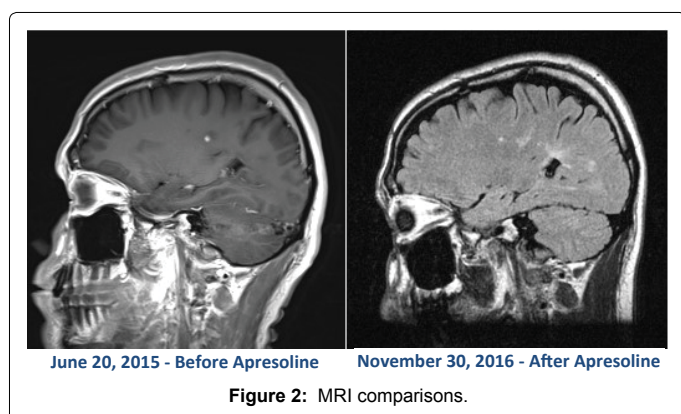 June 20, 2015 - Before Apresoline
November 30, 2016 - After Apresoline
Figure 2: MRI comparisons.